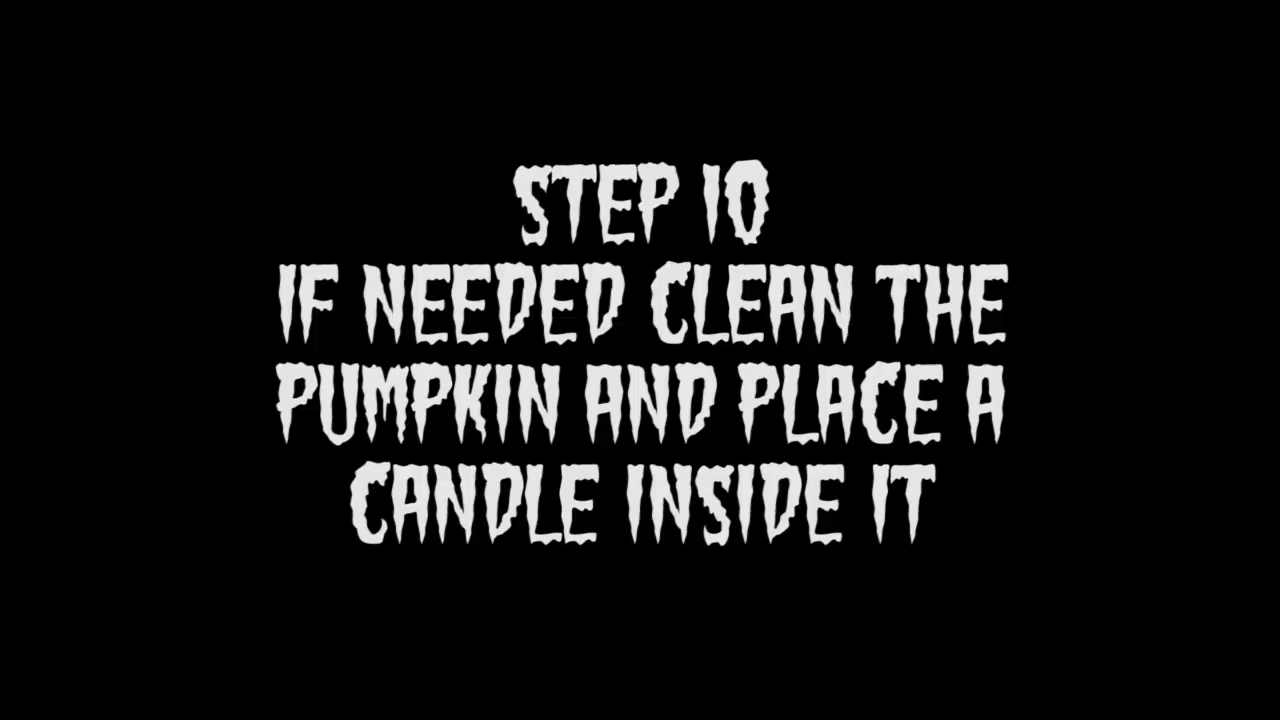 STEP 10
IF NEEDED CLEAN THE
PUMPKIN AND PLACE A
CANDLE INSIDE IT